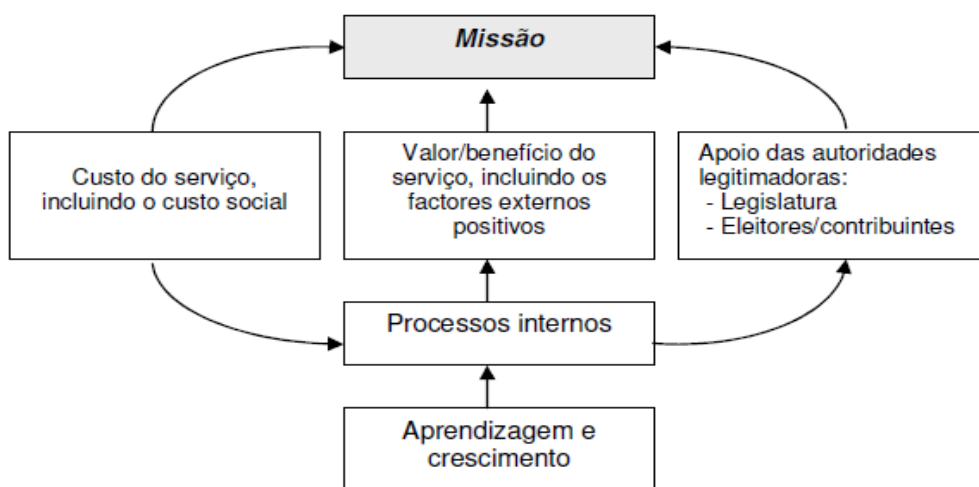 Missão
Custo do serviço,
incluindo o custo social
Valor/benefício do
serviço, incluindo os
factores externos
positivos
Apoio das autoridades
legitimadoras:
- Legislatura
- Eleitores/contribuintes
Processos internos
Aprendizagem e
crescimento